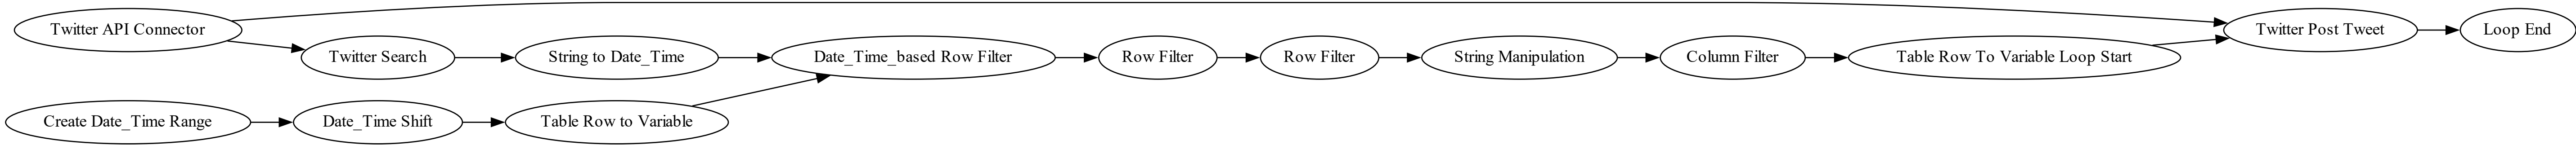 Twitter API Connector
Twitter Search
String to Date_Time
Date_Time_based Row Filter
Row Filter
Row Filter
String Manipulation
Column Filter
Table Row To Variable Loop Start
Twitter Post Tweet
Loop End
Create Date_Time Range
Date_Time Shift
Table Row to Variable